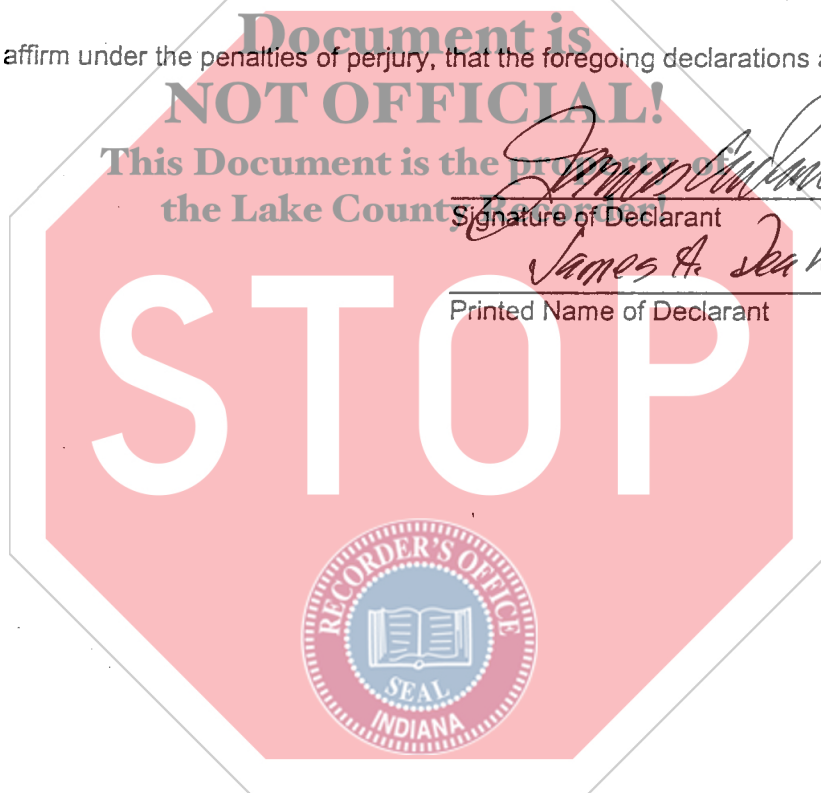 Document is
affirm under the penalties of perjury, that the foregoing declarations
NOT OFFICIAL!
This Document is the property of
the Lake County Recorder!
Signature of Declarant
James A. Dea
Printed Name of Declarant
STOP
RECORDER'S OFFICE
SEAL
INDIANA